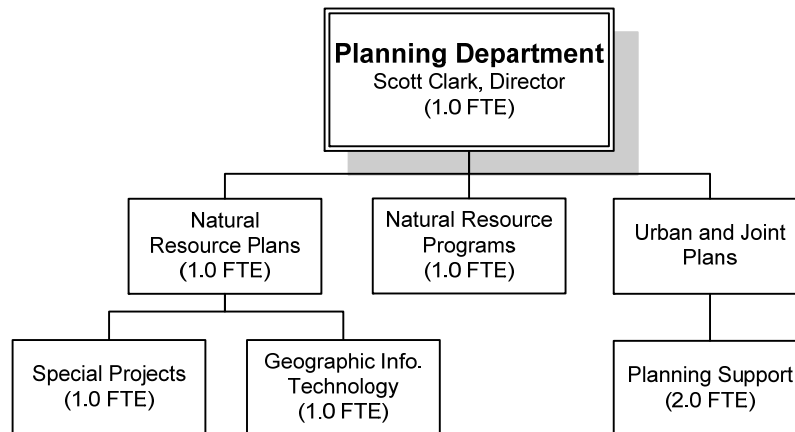 Planning Department
Scott Clark, Director
(1.0 FTE)
Natural
Resource Plans
(1.0 FTE)
Natural Resource
Programs
(1.0 FTE)
Urban and Joint
Plans
Special Projects
(1.0 FTE)
Geographic Info.
Technology
(1.0 FTE)
Planning Support
(2.0 FTE)